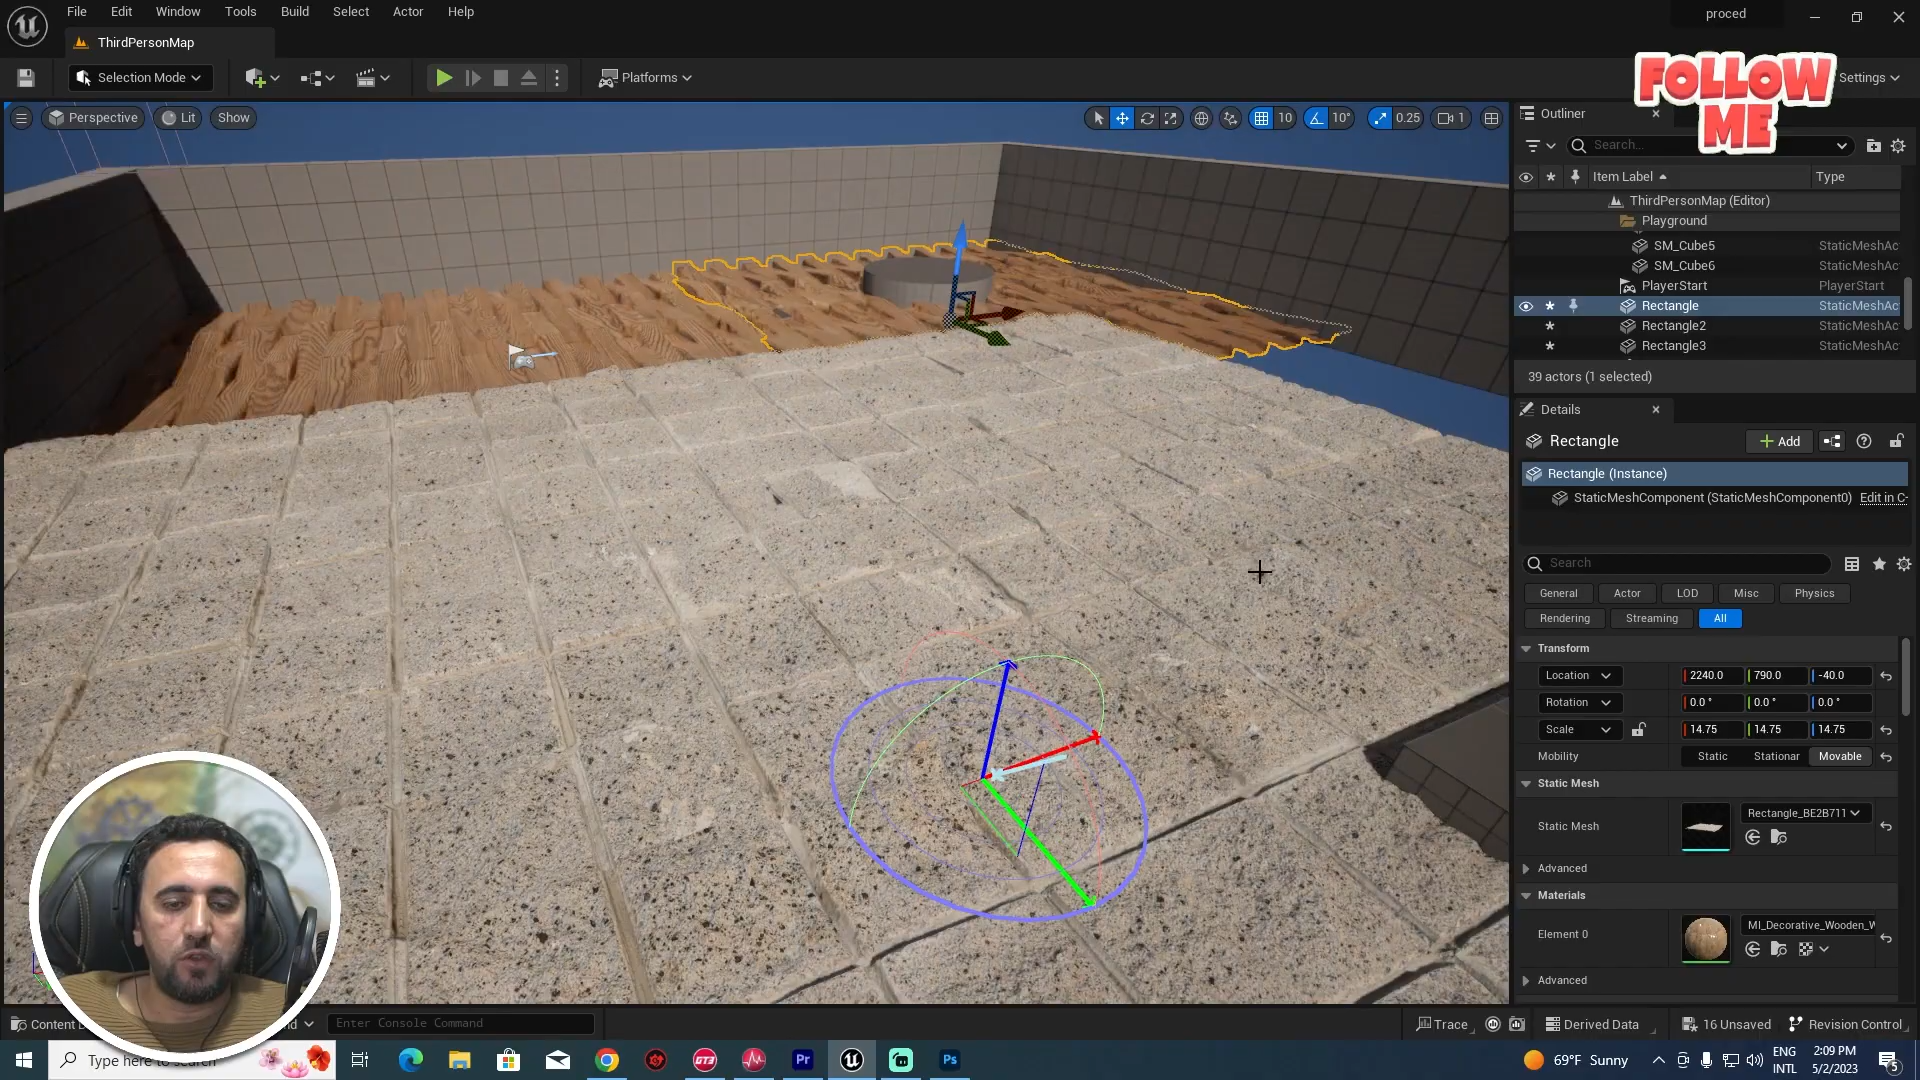 File Edit Window Tools Build Select Actor Help
proced
ThirdPersonMap
Selection Mode
Platforms
Settings
FOLLOW
ME
Perspective
Lit
Show
10
10°
0.25
1
Outliner
Search...
Item Label
Type
ThirdPersonMap (Editor)
Playground
SM_Cube5 StaticMeshAc
SM_Cube6 StaticMeshAc
PlayerStart PlayerStart
Rectangle StaticMeshAc
Rectangle2 StaticMeshAc
Rectangle3 StaticMeshAc
39 actors (1 selected)
Details
Rectangle
Add
Rectangle (Instance)
StaticMeshComponent (StaticMeshComponent0) Edit in C-
Search
General Actor LOD Misc Physics
Rendering Streaming All
Transform
Location 2240.0 790.0 -40.0
Rotation 0.0 ° 0.0 ° 0.0 °
Scale 14.75 14.75 14.75
Mobility Static Stationar Movable
Static Mesh
Static Mesh Rectangle_BE2B711
Advanced
Materials
Element 0 MI_Decorative_Wooden_W
Advanced
Content
Enter Console Command
Trace
Derived Data
16 Unsaved
Revision Control
Type here
GT3
Pr
Ps
69°F Sunny
ENG
INTL
2:09 PM
5/2/2023
5